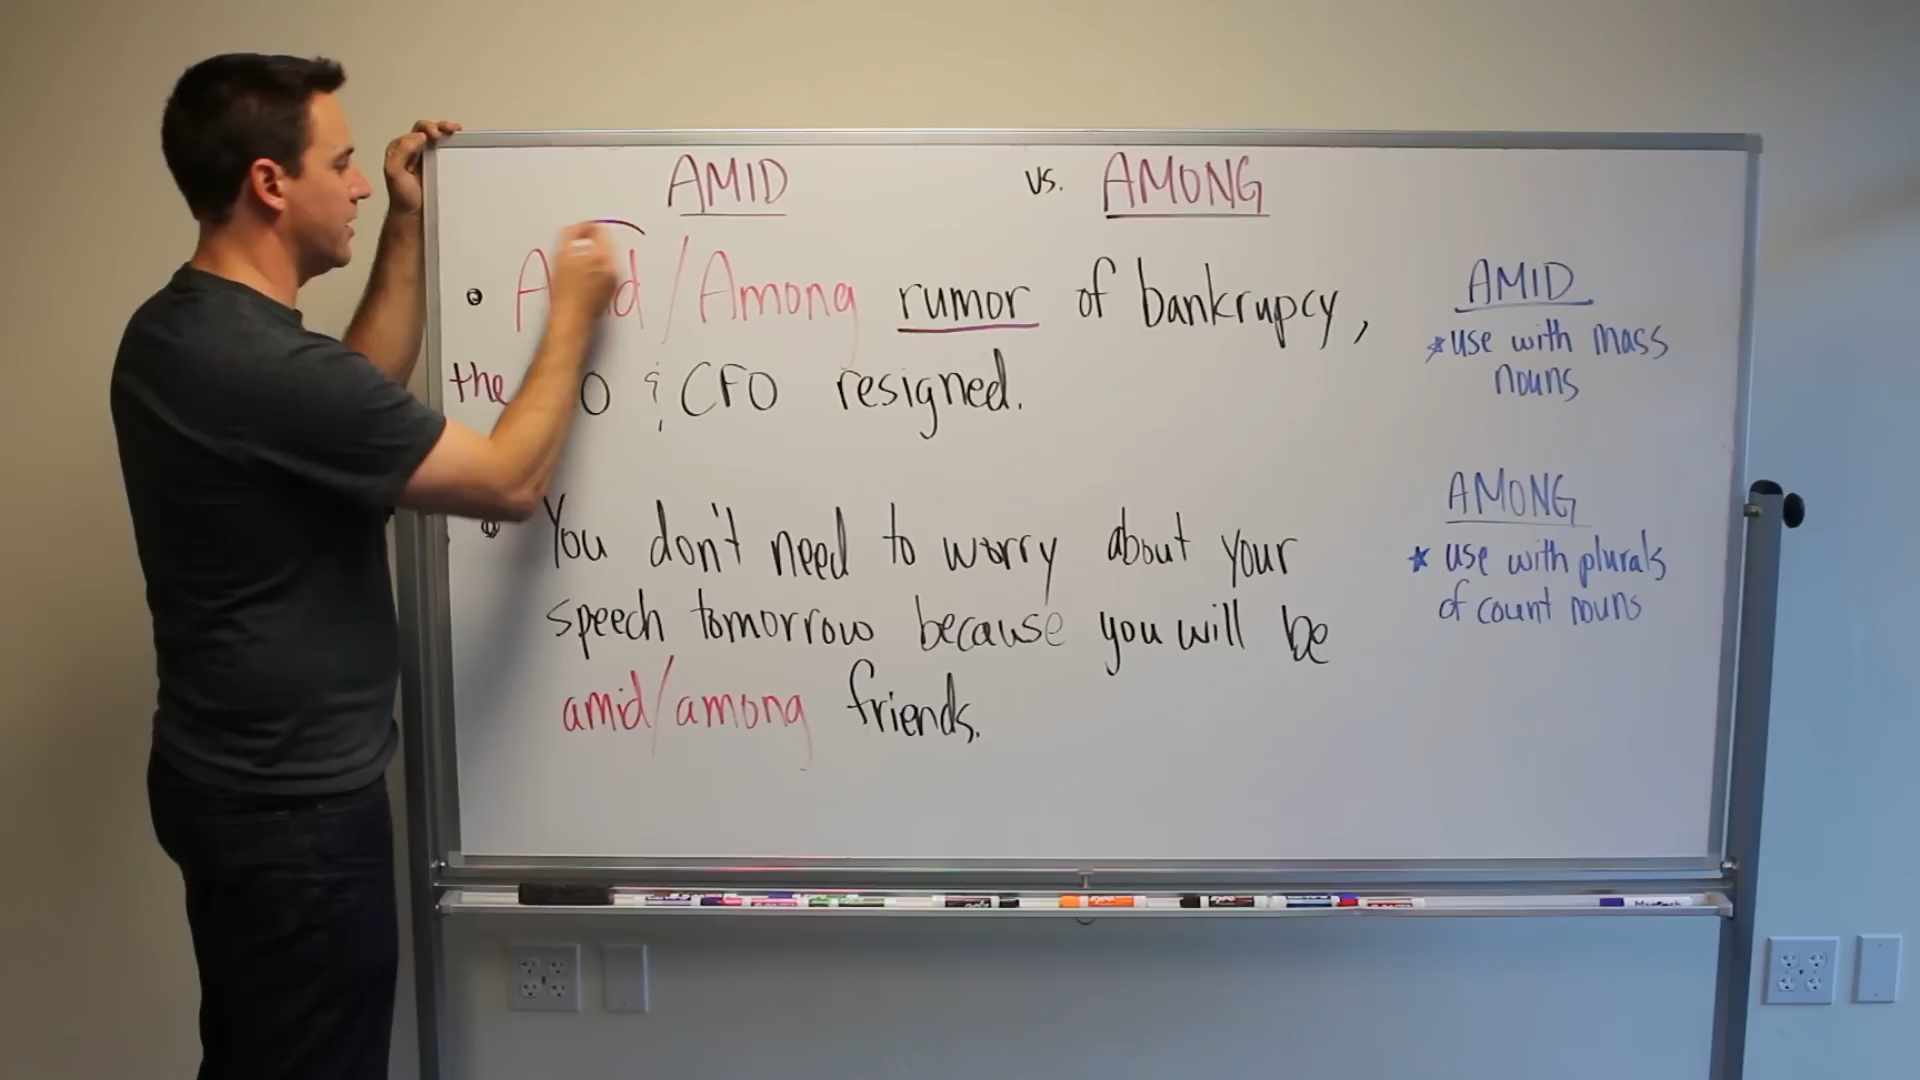 AMID vs. AMONG
Amid/Among rumor of bankrupcy,
the & CFO resigned.
You don't need to worry about your
speech tomorrow because you will be
amid/among friends.
AMID
*use with mass
nouns
AMONG
* use with plurals
of count nouns